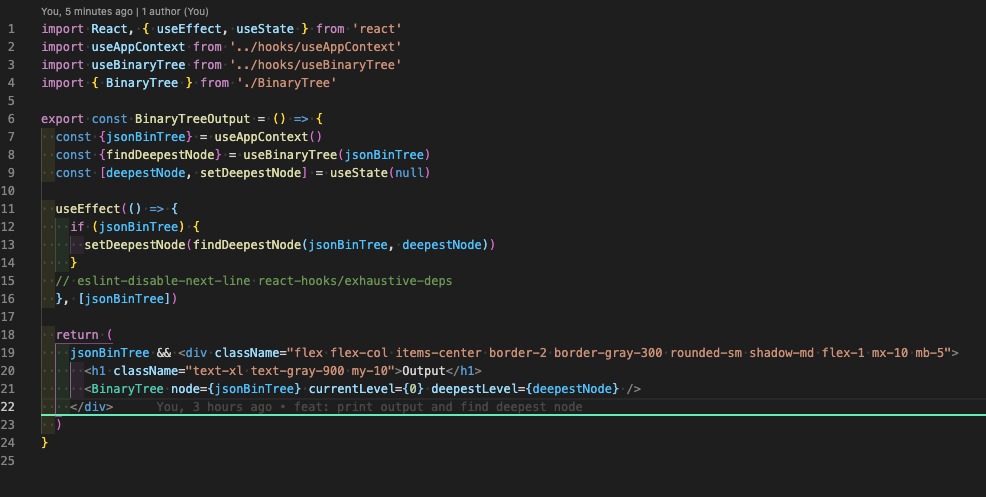 You, 5 minutes ago | 1 author (You)
1 import React, { useEffect, useState } from 'react'
2 import useAppContext from '../hooks/useAppContext'
3 import useBinaryTree from '../hooks/useBinaryTree'
4 import { BinaryTree } from './BinaryTree'
5
6 export const BinaryTreeOutput = () => {
7   const {jsonBinTree} = useAppContext()
8   const {findDeepestNode} = useBinaryTree(jsonBinTree)
9   const [deepestNode, setDeepestNode] = useState(null)
10
11   useEffect(() => {
12     if (jsonBinTree) {
13       setDeepestNode(findDeepestNode(jsonBinTree, deepestNode))
14     }
15   // eslint-disable-next-line react-hooks/exhaustive-deps
16   }, [jsonBinTree])
17
18   return (
19     jsonBinTree && <div className="flex flex-col items-center border-2 border-gray-300 rounded-sm shadow-md flex-1 mx-10 mb-5">
20       <h1 className="text-xl text-gray-900 my-10">Output</h1>
21       <BinaryTree node={jsonBinTree} currentLevel={0} deepestLevel={deepestNode} />
22     </div> You, 3 hours ago • feat: print output and find deepest node
23   )
24 }
25